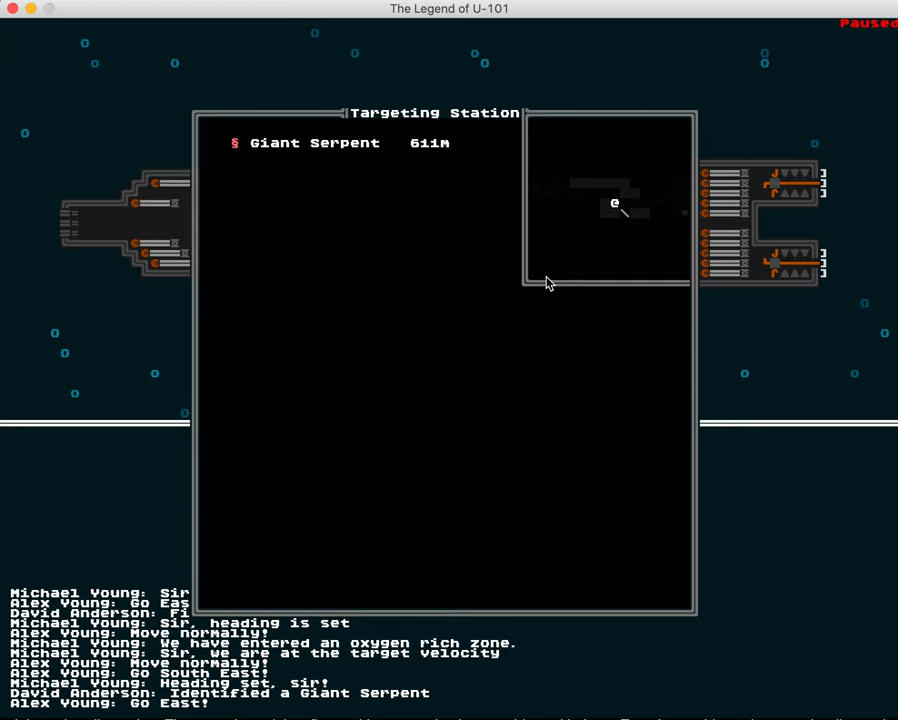 The Legend of U-101
Paused
Targeting Station
§ Giant Serpent 611m
Michael Young: Sir
Alex Young: Go Eas
David Anderson: Fi
Michael Young: Sir, heading is set
Alex Young: Move normally!
Michael Young: We have entered an oxygen rich zone.
Michael Young: Sir, we are at the target velocity
Alex Young: Move normally!
Alex Young: Go South East!
Michael Young: Heading set, sir!
David Anderson: Identified a Giant Serpent
Alex Young: Go East!